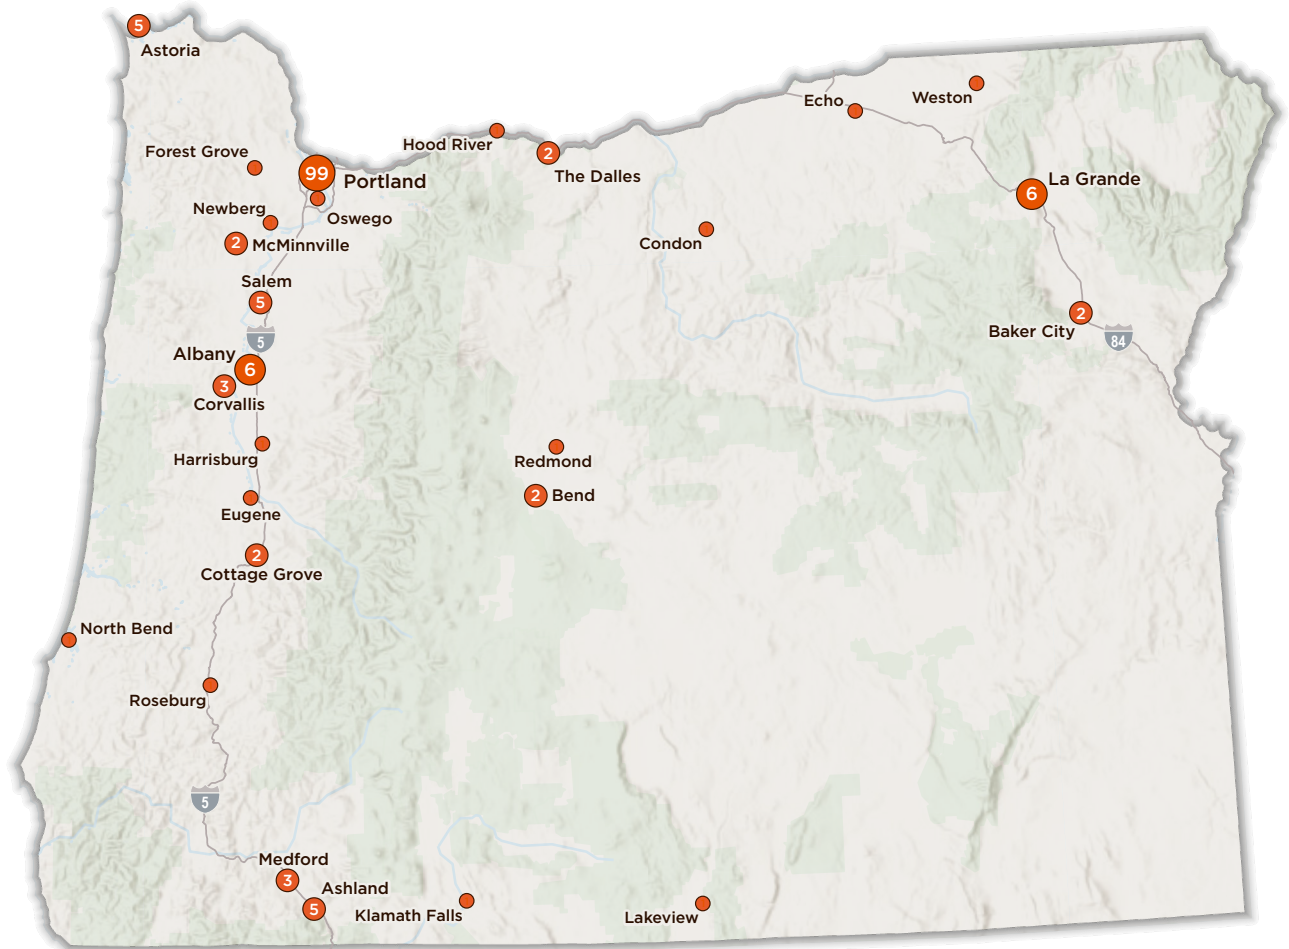 5
Astoria
Weston
Echo
Hood River
2
The Dalles
Forest Grove
99
Portland
La Grande
6
Newberg
Oswego
2
McMinnville
Condon
Salem
5
2
Baker City
84
5
Albany
6
3
Corvallis
Harrisburg
Redmond
2
Bend
Eugene
2
Cottage Grove
North Bend
Roseburg
5
Medford
3
Ashland
5
Klamath Falls
Lakeview